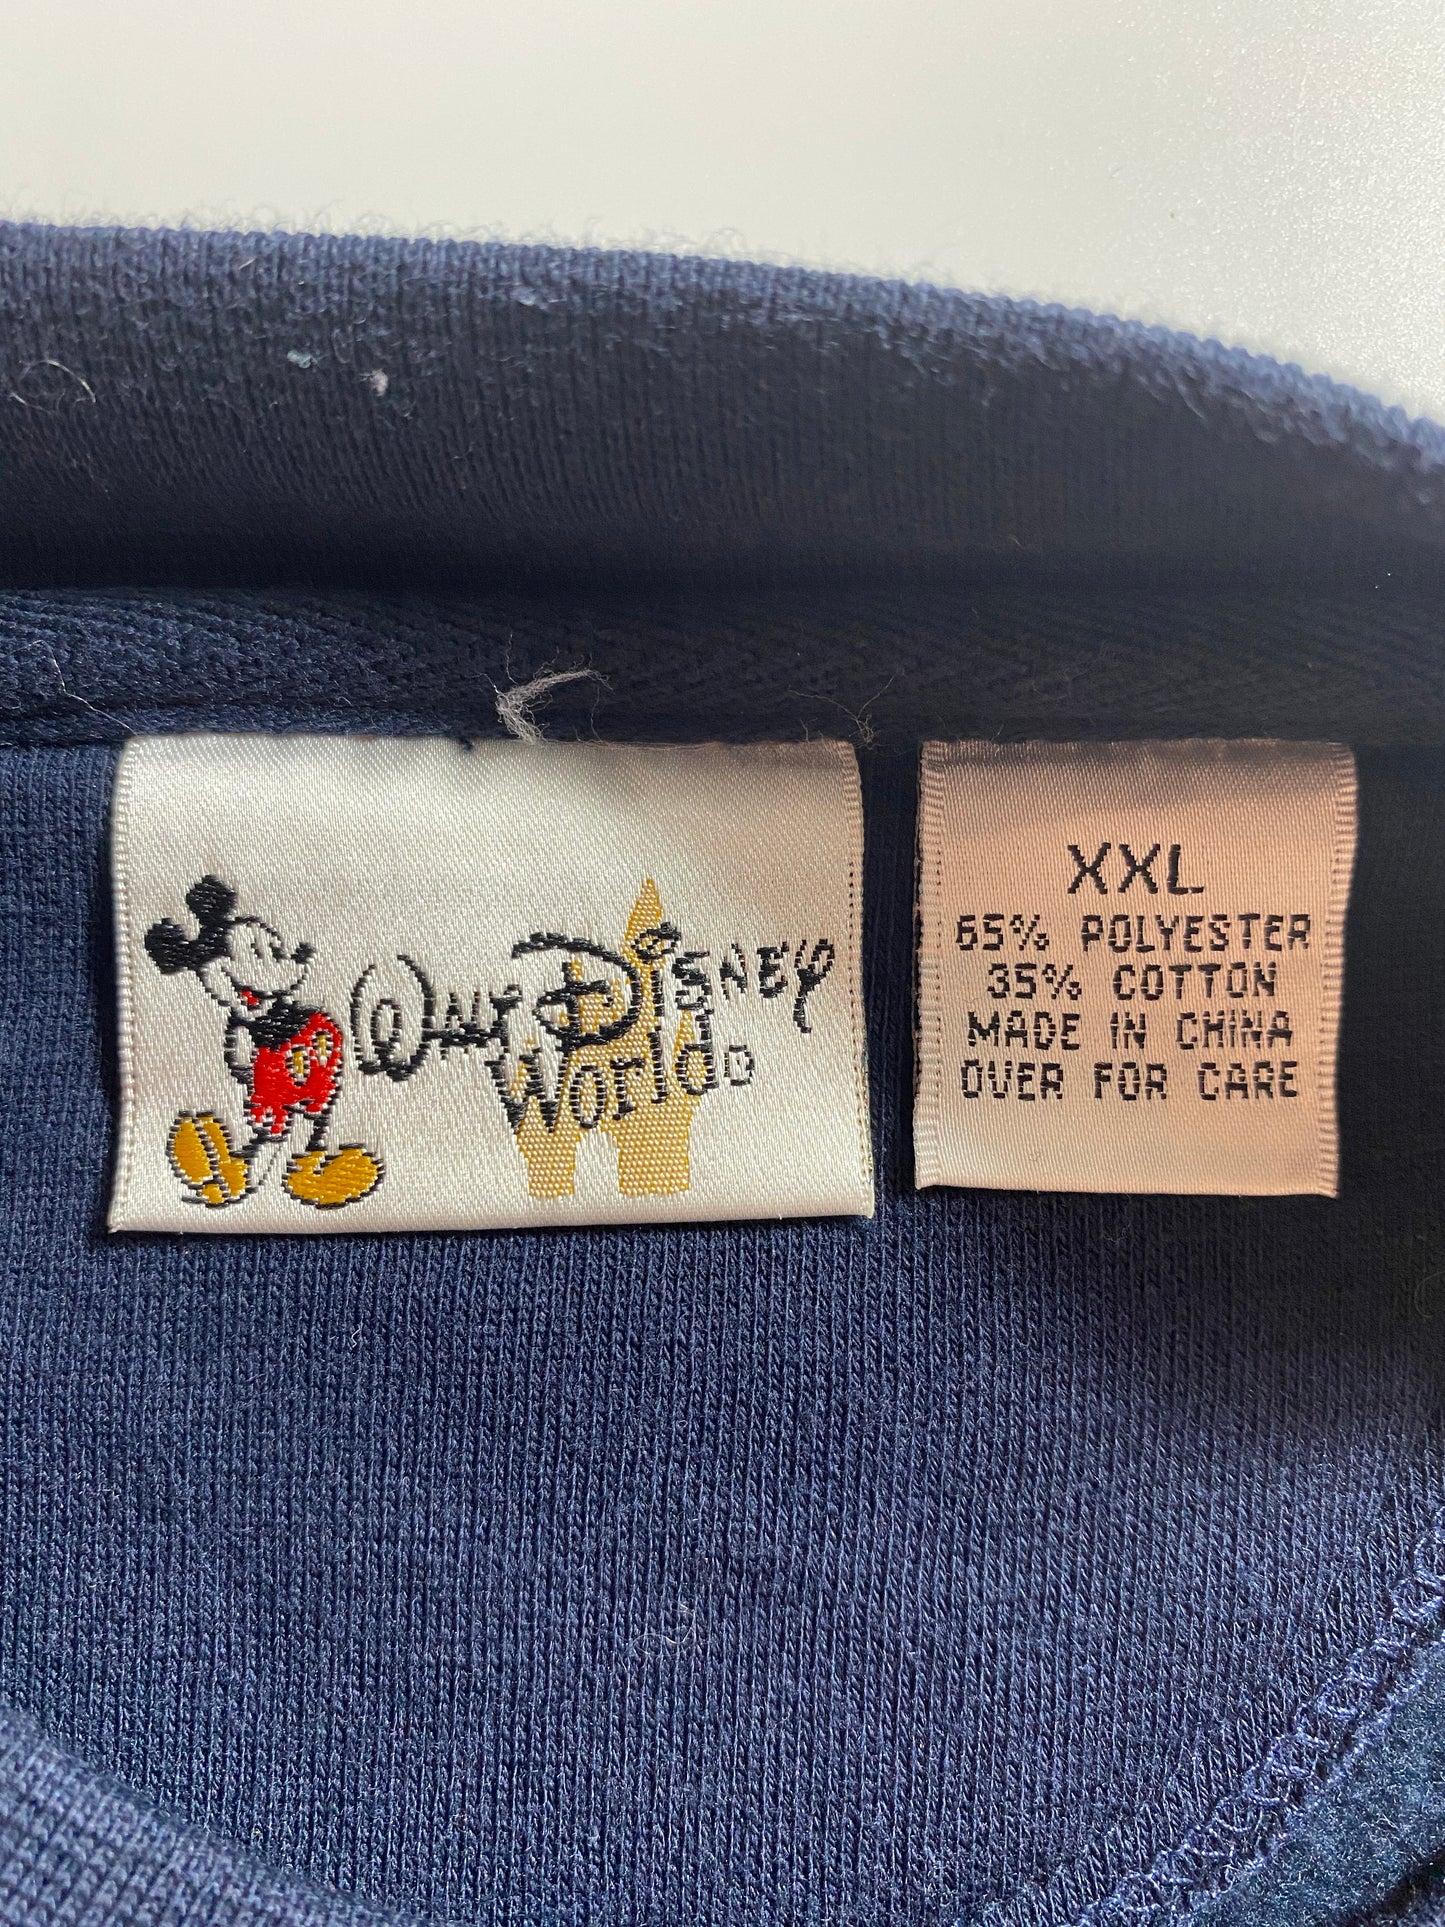 Walt Disney
World
XXL
65% POLYESTER
35% COTTON
MADE IN CHINA
OVER FOR CARE